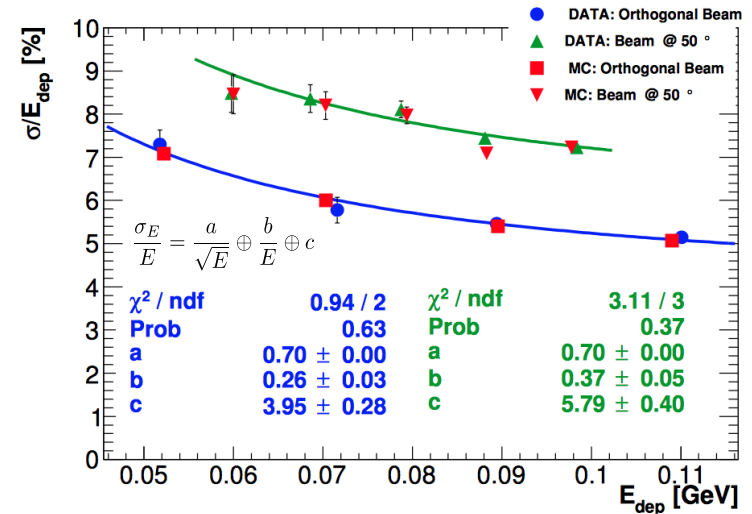 σ/E_dep [%]
10
9
8
7
6
5
4
3
2
1
0
DATA: Orthogonal Beam
DATA: Beam @ 50 °
MC: Orthogonal Beam
MC: Beam @ 50 °
σ_E/E = a/√E ⊕ b/E ⊕ c
χ² / ndf 0.94 / 2
Prob 0.63
a 0.70 ± 0.00
b 0.26 ± 0.03
c 3.95 ± 0.28
χ² / ndf 3.11 / 3
Prob 0.37
a 0.70 ± 0.00
b 0.37 ± 0.05
c 5.79 ± 0.40
0.05 0.06 0.07 0.08 0.09 0.1 0.11
E_dep [GeV]